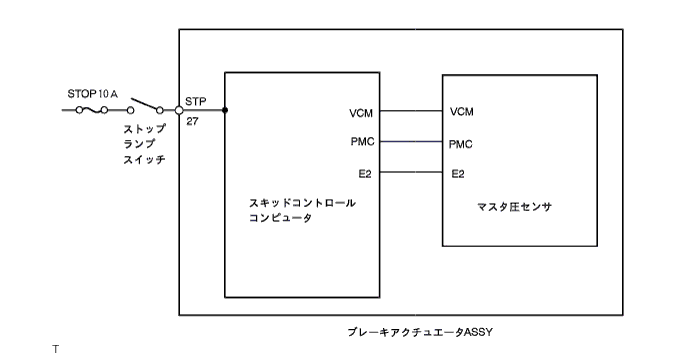 STOP 10 A
STP
27
ストップ
ランプ
スイッチ
VCM
PMC
E2
スキッドコントロール
コンピュータ
VCM
PMC
E2
マスタ圧センサ
ブレーキアクチュエータASSY
T